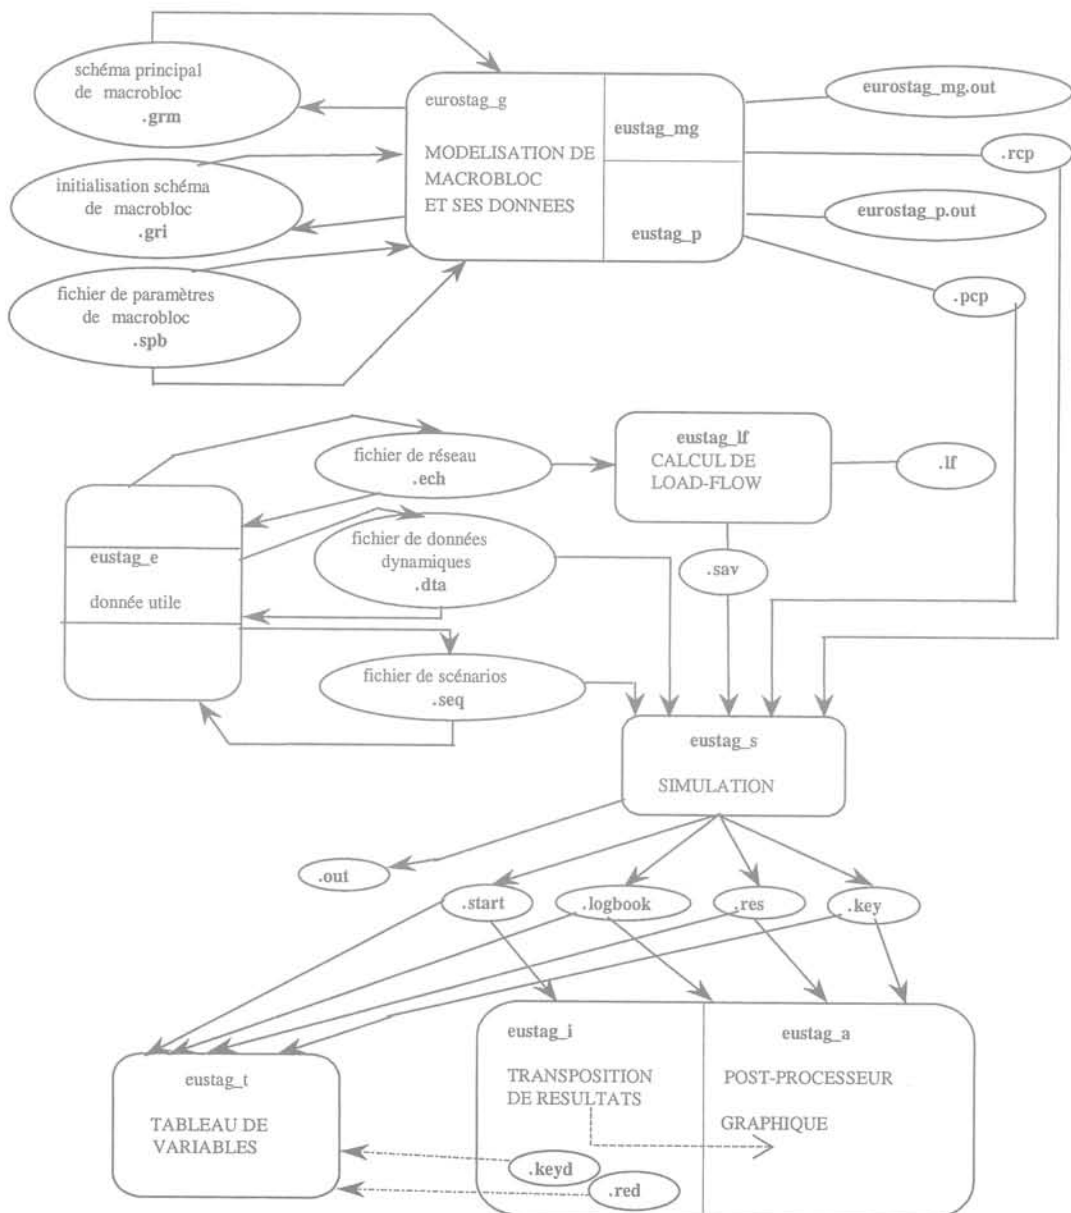 schéma principal
de macrobloc
.grm
eurostag_g
MODELISATION DE
MACROBLOC
ET SES DONNEES
eustag_mg
eustag_p
eurostag_mg.out
.rcp
eurostag_p.out
.pcp
initialisation schéma
de macrobloc
.gri
fichier de paramètres
de macrobloc
.spb
fichier de réseau
.ech
eustag_lf
CALCUL DE
LOAD-FLOW
.lf
eustag_e
donnée utile
fichier de données
dynamiques
.dta
.sav
fichier de scénarios
.seq
eustag_s
SIMULATION
.out
.start
.logbook
.res
.key
eustag_t
TABLEAU DE
VARIABLES
eustag_i
TRANSPOSITION
DE RESULTATS
eustag_a
POST-PROCESSEUR
GRAPHIQUE
.keyd
.red